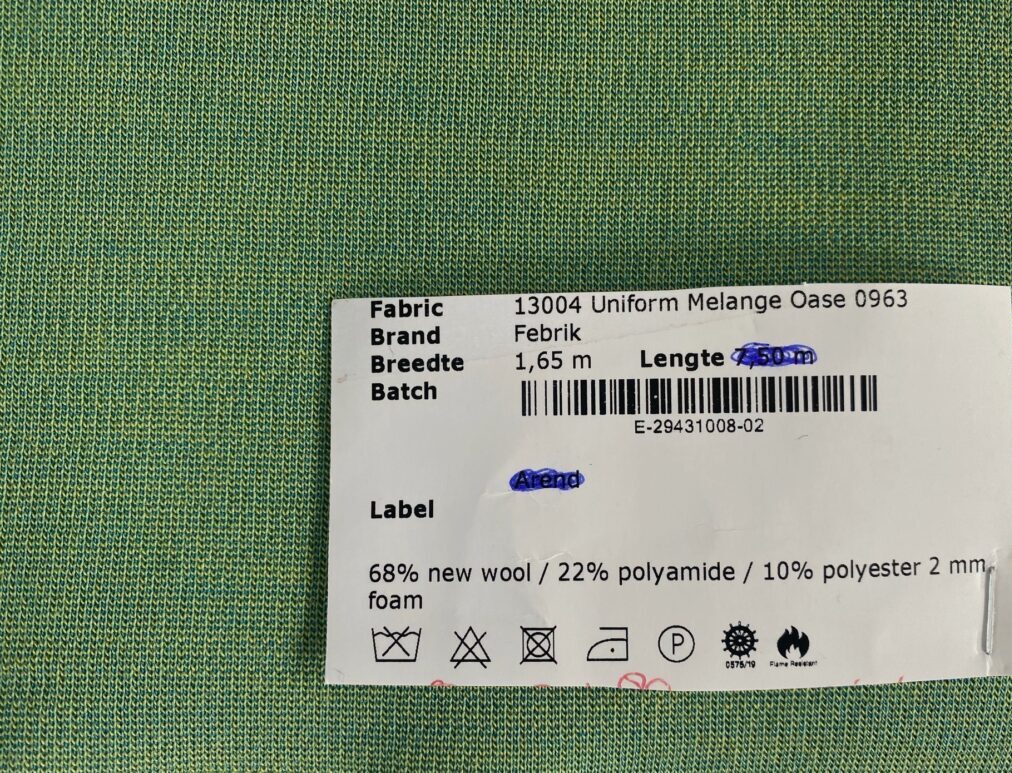 Fabric 13004 Uniform Melange Oase 0963
Brand Febrik
Breedte 1,65 m Lengte 7,50 m
Batch
E-29431008-02
Arend
Label
68% new wool / 22% polyamide / 10% polyester 2 mm
foam
P
0575/19 Flame Resistant